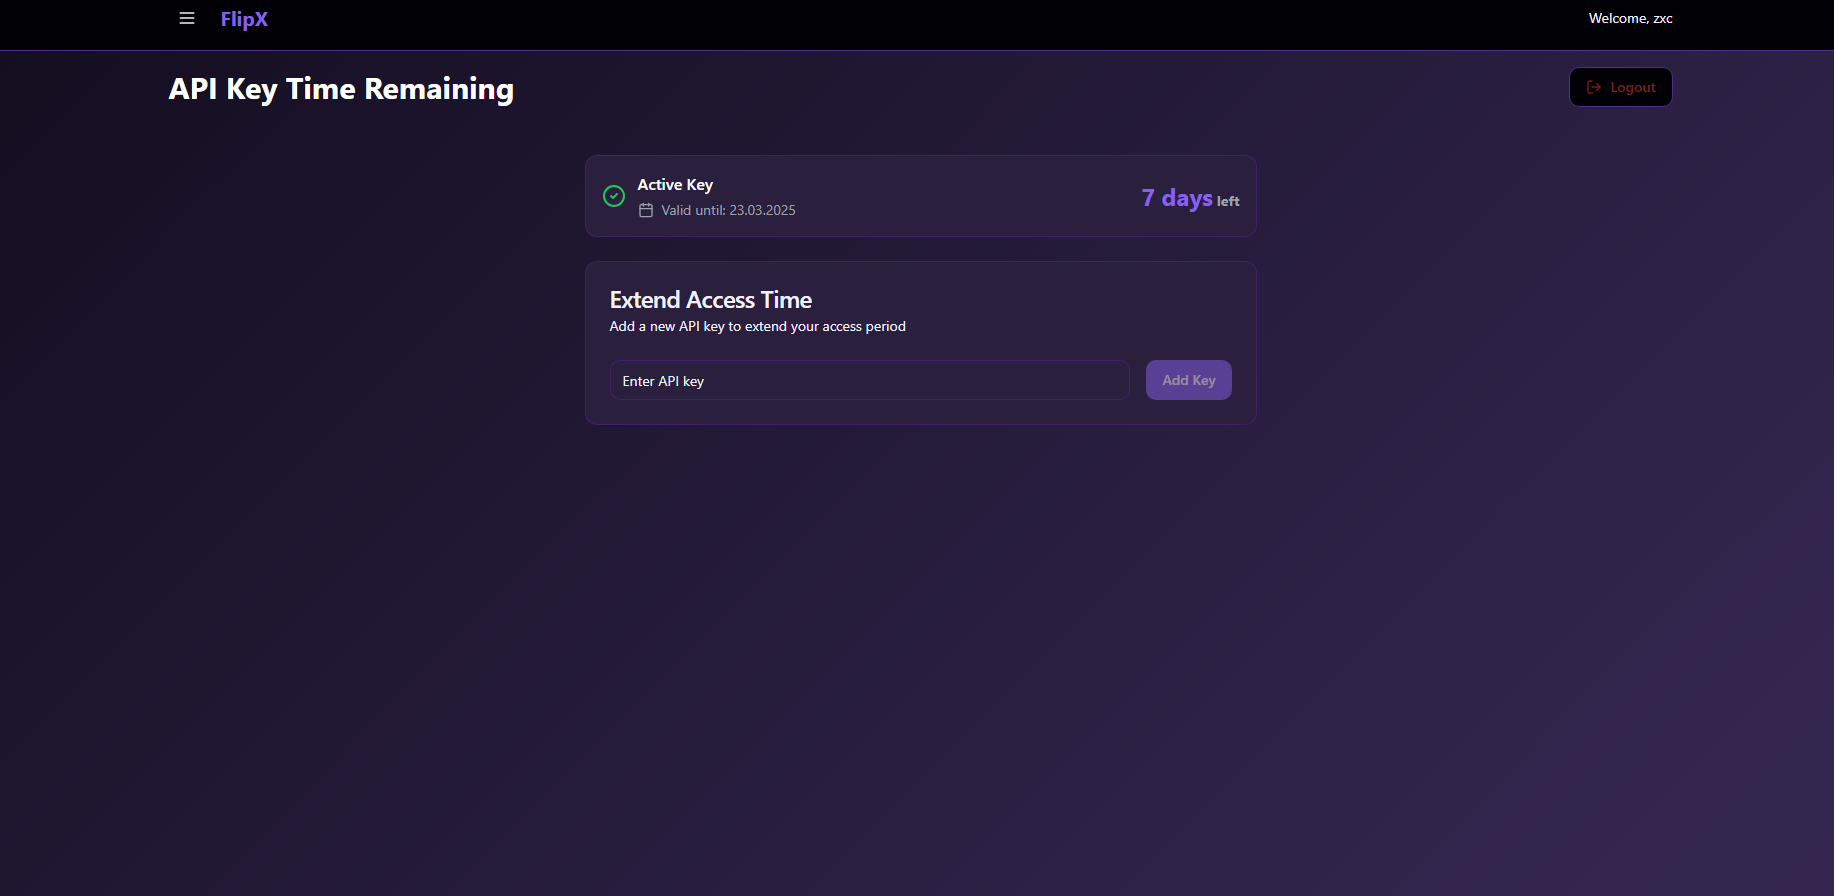 FlipX
Welcome, zxc
API Key Time Remaining
Logout
Active Key
Valid until: 23.03.2025
7 days left
Extend Access Time
Add a new API key to extend your access period
Enter API key
Add Key